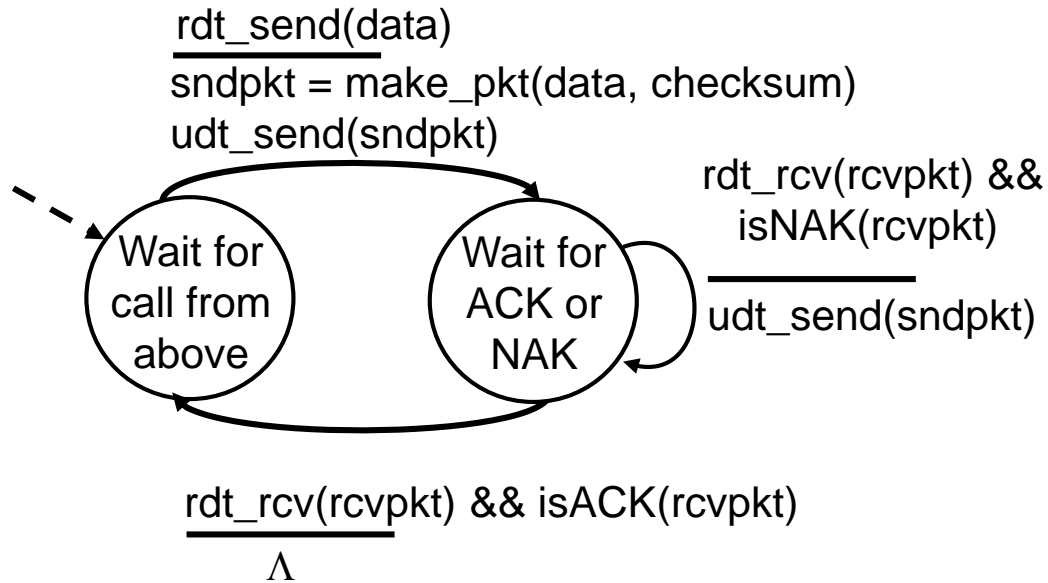 rdt_send(data)
sndpkt = make_pkt(data, checksum)
udt_send(sndpkt)
rdt_rcv(rcvpkt) &&
isNAK(rcvpkt)
udt_send(sndpkt)
Wait for
call from
above
Wait for
ACK or
NAK
rdt_rcv(rcvpkt) && isACK(rcvpkt)
Λ